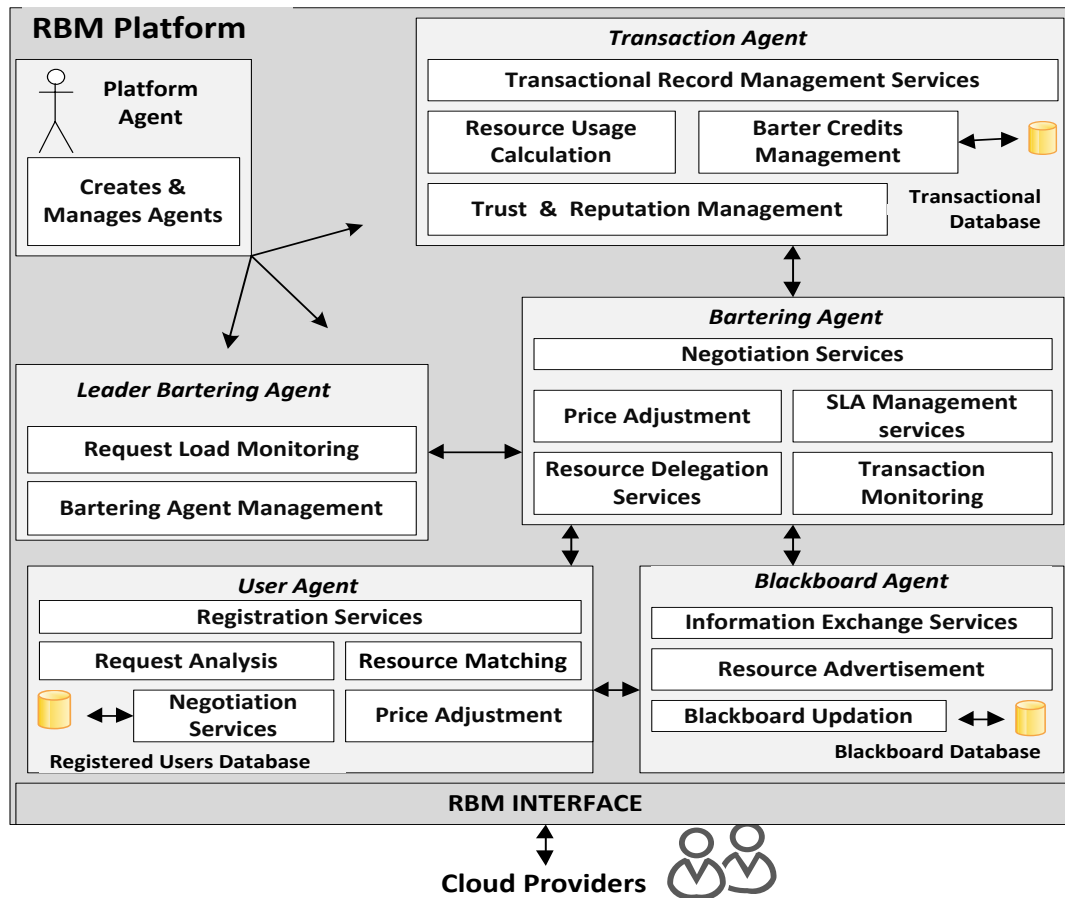 RBM Platform
Platform
Agent
Creates &
Manages Agents
Transaction Agent
Transactional Record Management Services
Resource Usage
Calculation
Barter Credits
Management
Trust & Reputation Management
Transactional
Database
Bartering Agent
Negotiation Services
Price Adjustment
SLA Management
services
Resource Delegation
Services
Transaction
Monitoring
Leader Bartering Agent
Request Load Monitoring
Bartering Agent Management
User Agent
Registration Services
Request Analysis
Resource Matching
Negotiation
Services
Price Adjustment
Registered Users Database
Blackboard Agent
Information Exchange Services
Resource Advertisement
Blackboard Updation
Blackboard Database
RBM INTERFACE
Cloud Providers